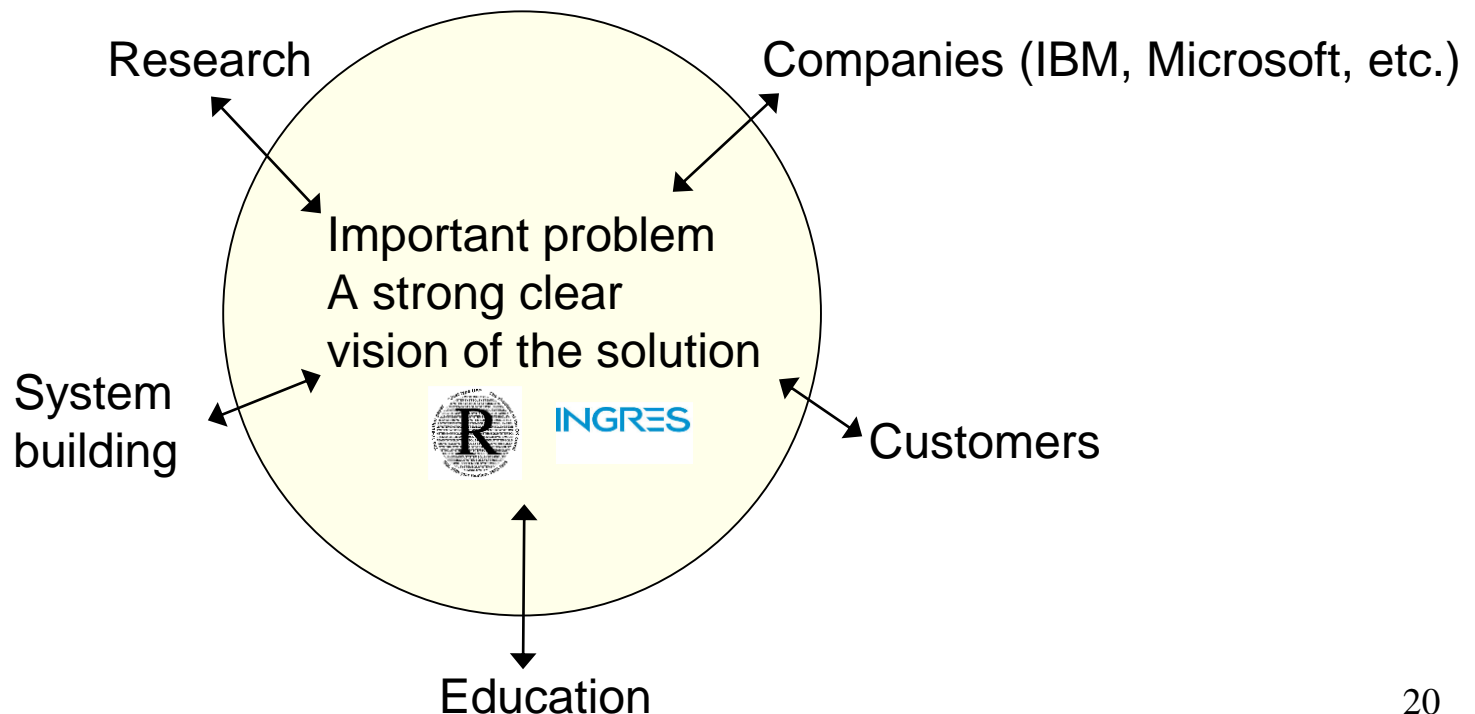 Research
Companies (IBM, Microsoft, etc.)
Important problem
A strong clear
vision of the solution
System
building
R
INGRES
Customers
Education
20